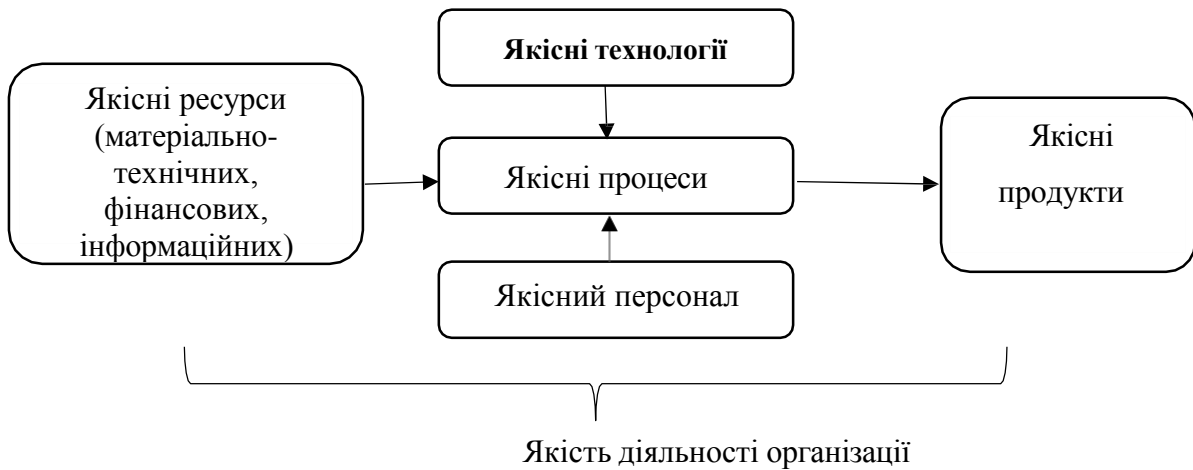 Якісні технології
Якісні ресурси
(матеріально-
технічних,
фінансових,
інформаційних)
Якісні процеси
Якісні
продукти
Якісний персонал
Якість діяльності організації